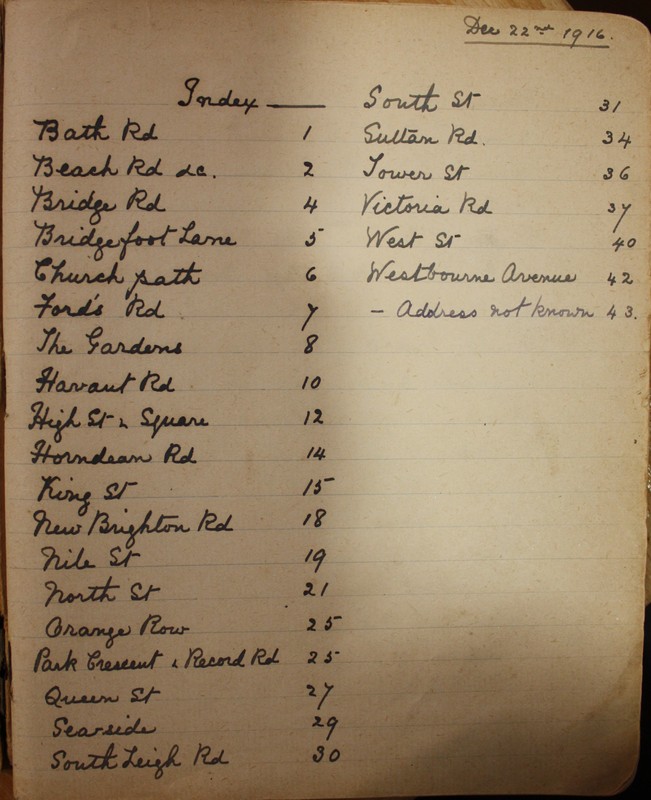 Dec 22nd 1916.
Index —
Bath Rd 1
Beach Rd &c. 2
Bridge Rd 4
Bridgefoot Lane 5
Church path 6
Ford's Rd 7
The Gardens 8
Havant Rd 10
High St & Square 12
Horndean Rd 14
King St 15
New Brighton Rd 18
Nile St 19
North St 21
Orange Row 25
Park Crescent & Record Rd 25
Queen St 27
Seaside 29
South Leigh Rd 30
South St 31
Sultan Rd. 34
Tower St 36
Victoria Rd 37
West St 40
Westbourne Avenue 42
- Address not known 43.